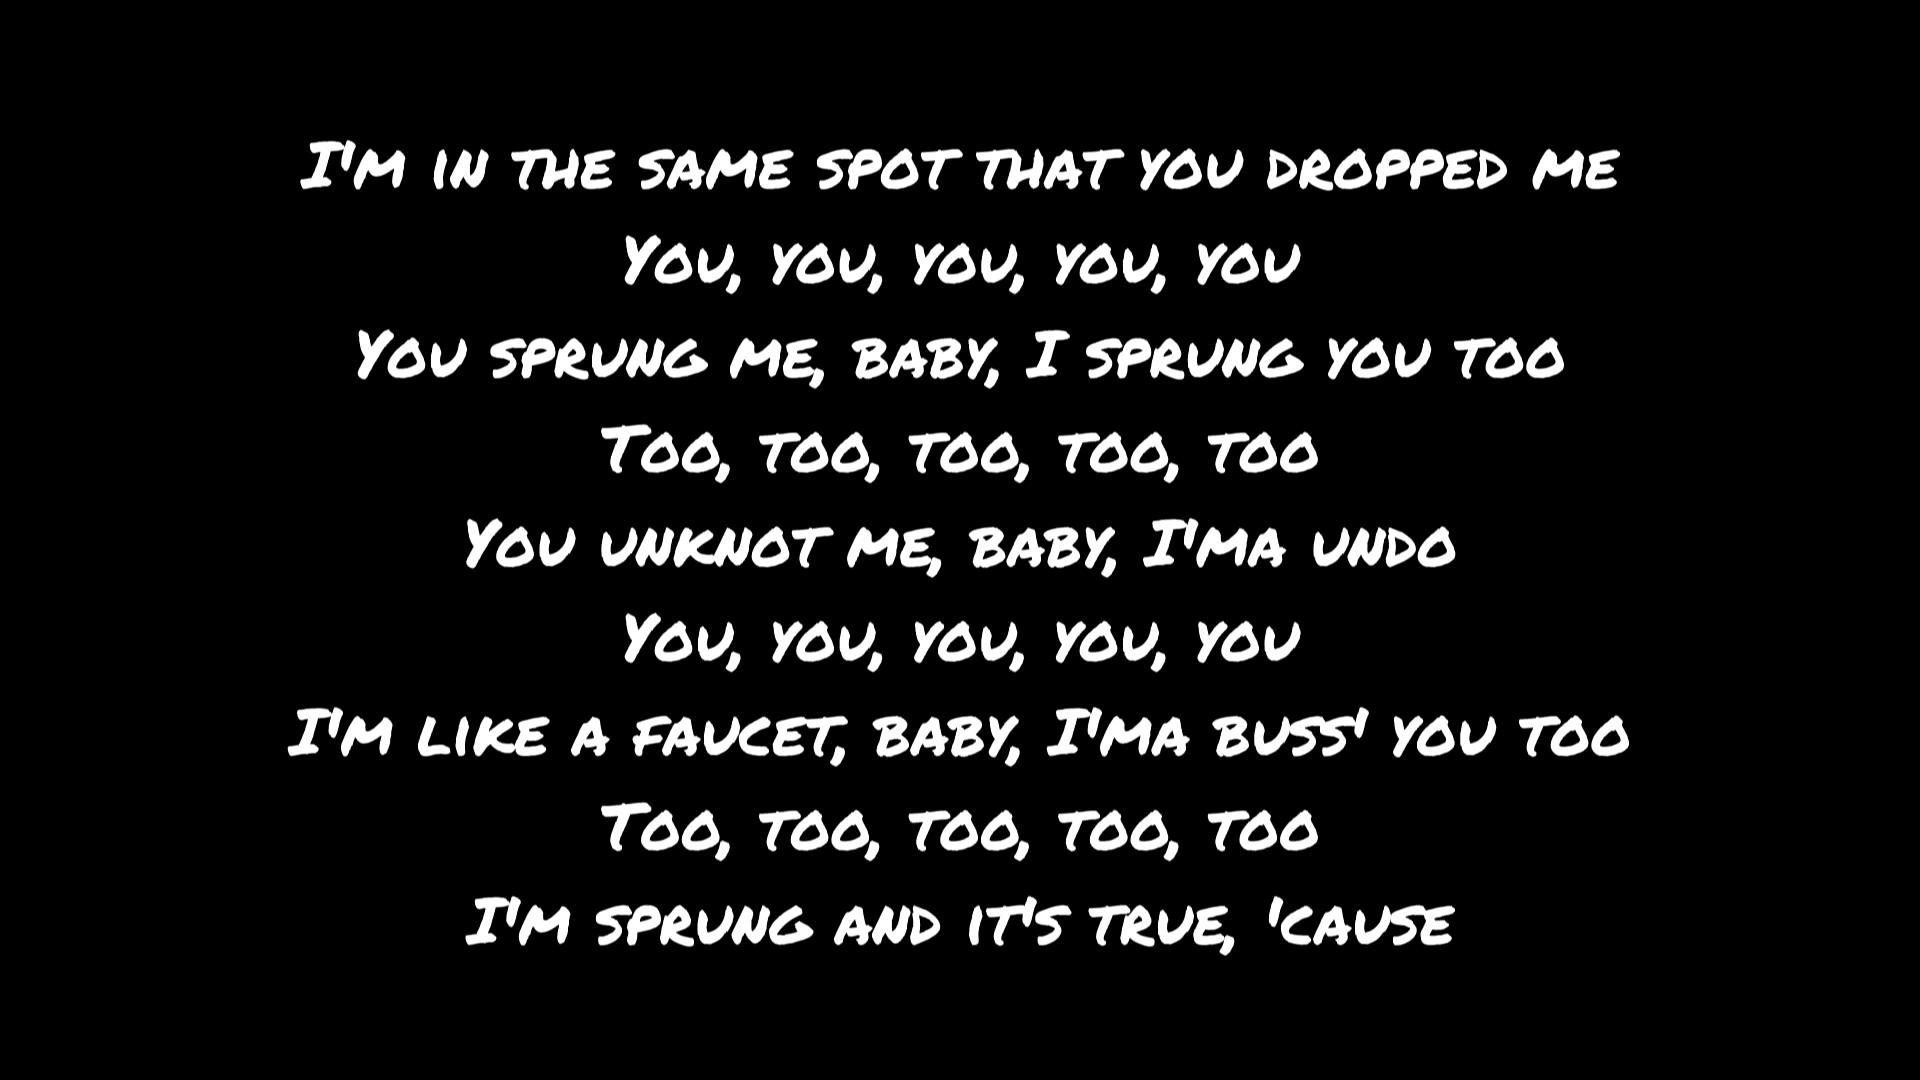 I'm in the same spot that you dropped me
You, you, you, you, you
You sprung me, baby, I sprung you too
Too, too, too, too, too
You unknot me, baby, I'ma undo
You, you, you, you, you
I'm like a faucet, baby, I'ma buss' you too
Too, too, too, too, too
I'm sprung and it's true, 'cause